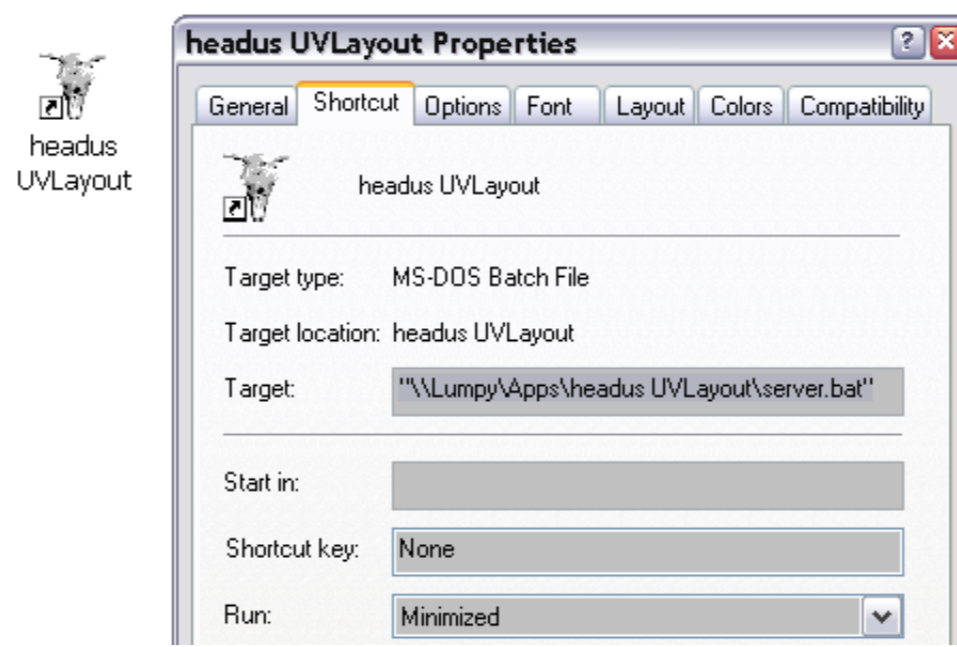 headus
UVLayout
headus UVLayout Properties
General Shortcut Options Font Layout Colors Compatibility
headus UVLayout
Target type: MS-DOS Batch File
Target location: headus UVLayout
Target: "\\Lumpy\Apps\headus UVLayout\server.bat"
Start in:
Shortcut key: None
Run: Minimized